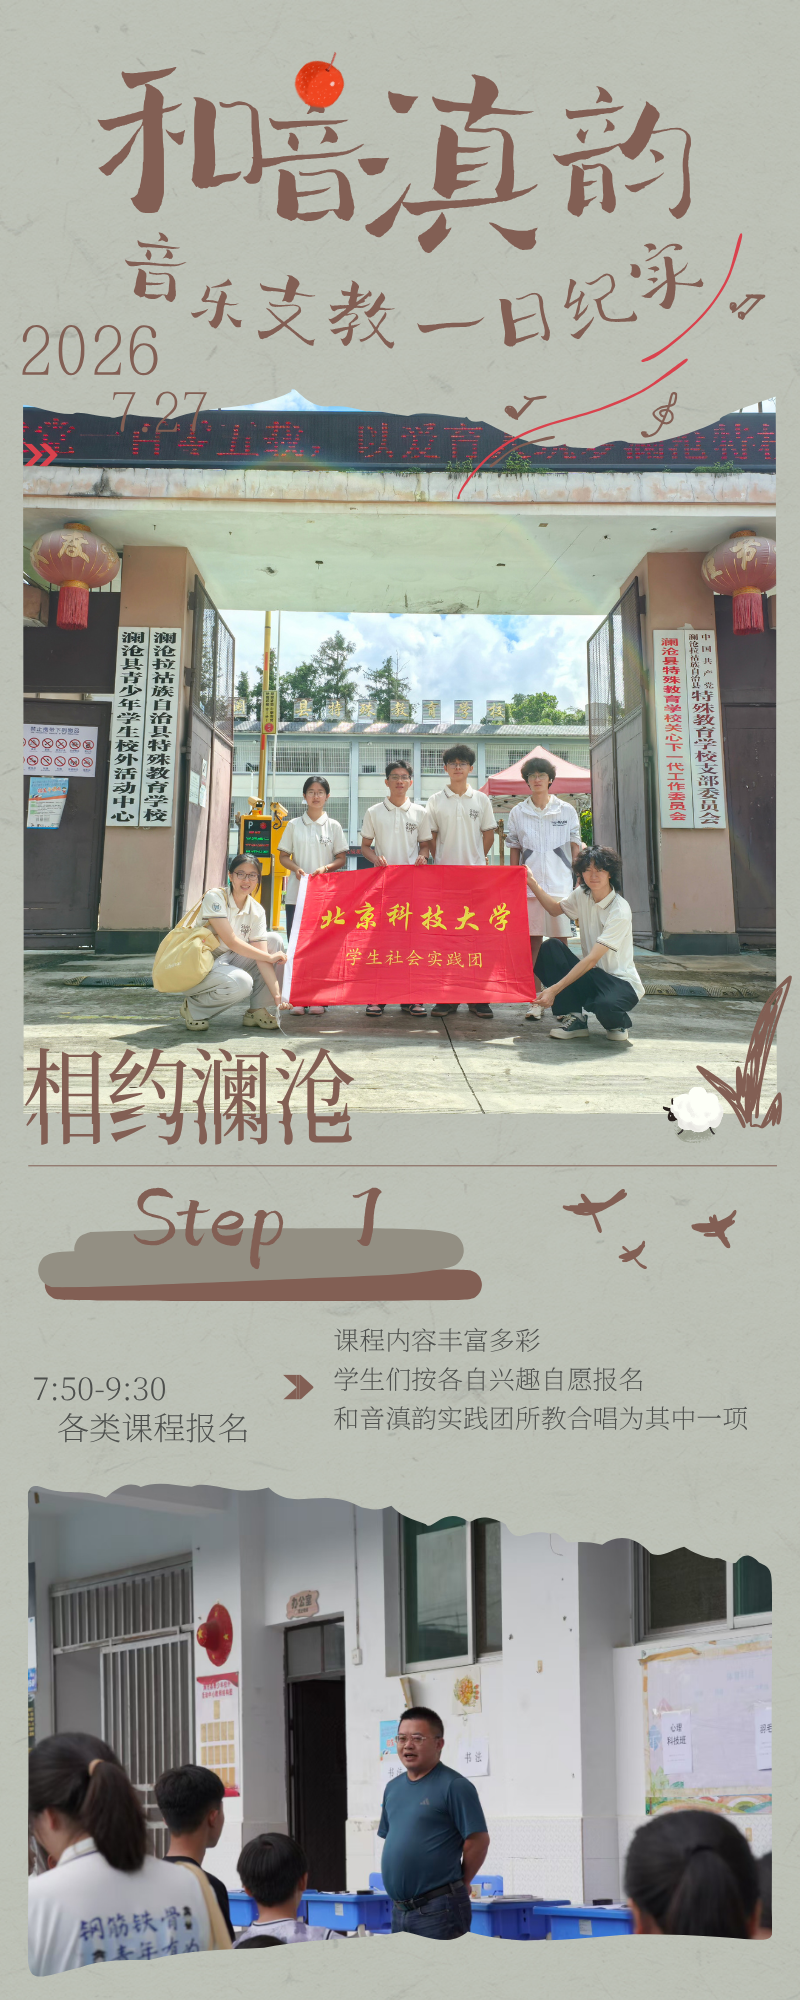 和音滇韵
音乐支教一日纪实
2026
7.27
澜沧县青少年学生校外活动中心
澜沧拉祜族自治县特殊教育学校
澜沧县特殊教育学校关心下一代工作委员会
中国共产党
澜沧拉祜族自治县特殊教育学校支部委员会
北京科技大学
学生社会实践团
相约澜沧
Step 1
7:50-9:30
各类课程报名
课程内容丰富多彩
学生们按各自兴趣自愿报名
和音滇韵实践团所教合唱为其中一项
办公室
书法
心理
科技班
钢筋铁骨
青年有为